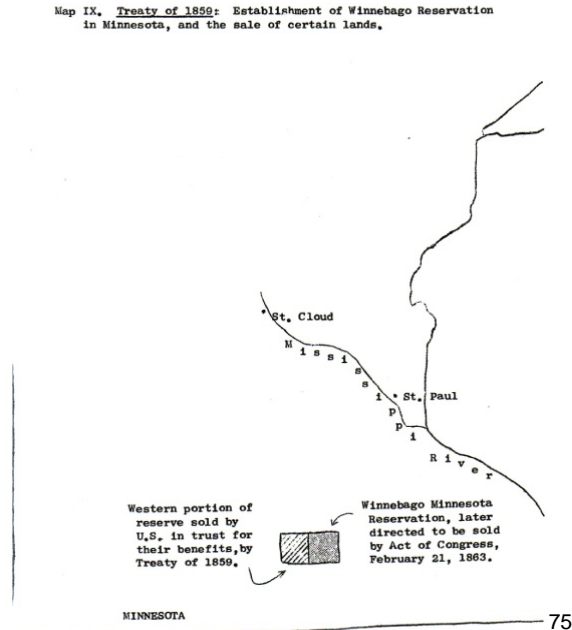 Map IX. Treaty of 1859: Establishment of Winnebago Reservation
in Minnesota, and the sale of certain lands.
St. Cloud
Mississippi River
St. Paul
Western portion of
reserve sold by
U.S. in trust for
their benefits, by
Treaty of 1859.
Winnebago Minnesota
Reservation, later
directed to be sold
by Act of Congress,
February 21, 1863.
MINNESOTA
75